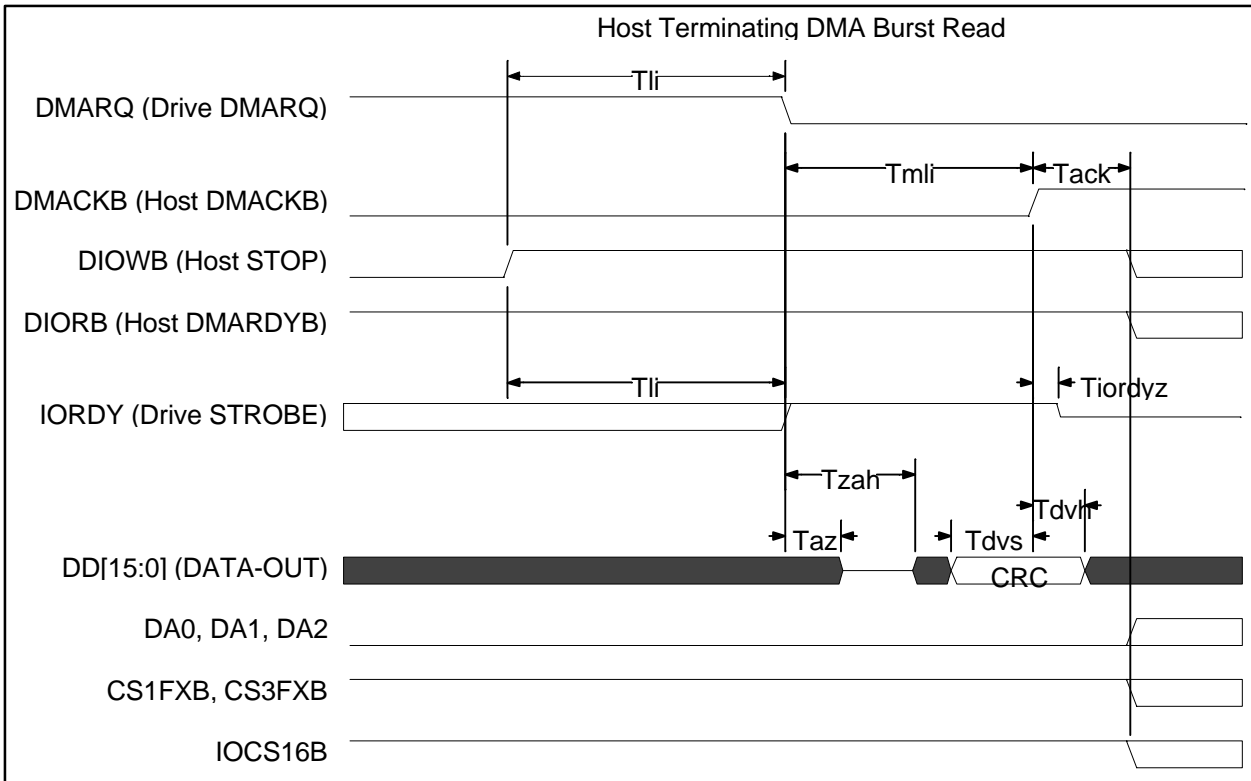 Host Terminating DMA Burst Read
Tli
DMARQ (Drive DMARQ)
Tmli
Tack
DMACKB (Host DMACKB)
DIOWB (Host STOP)
DIORB (Host DMARDYB)
Tli
Tiordyz
IORDY (Drive STROBE)
Tzah
Tdvh
Taz
Tdvs
DD[15:0] (DATA-OUT)
CRC
DA0, DA1, DA2
CS1FXB, CS3FXB
IOCS16B